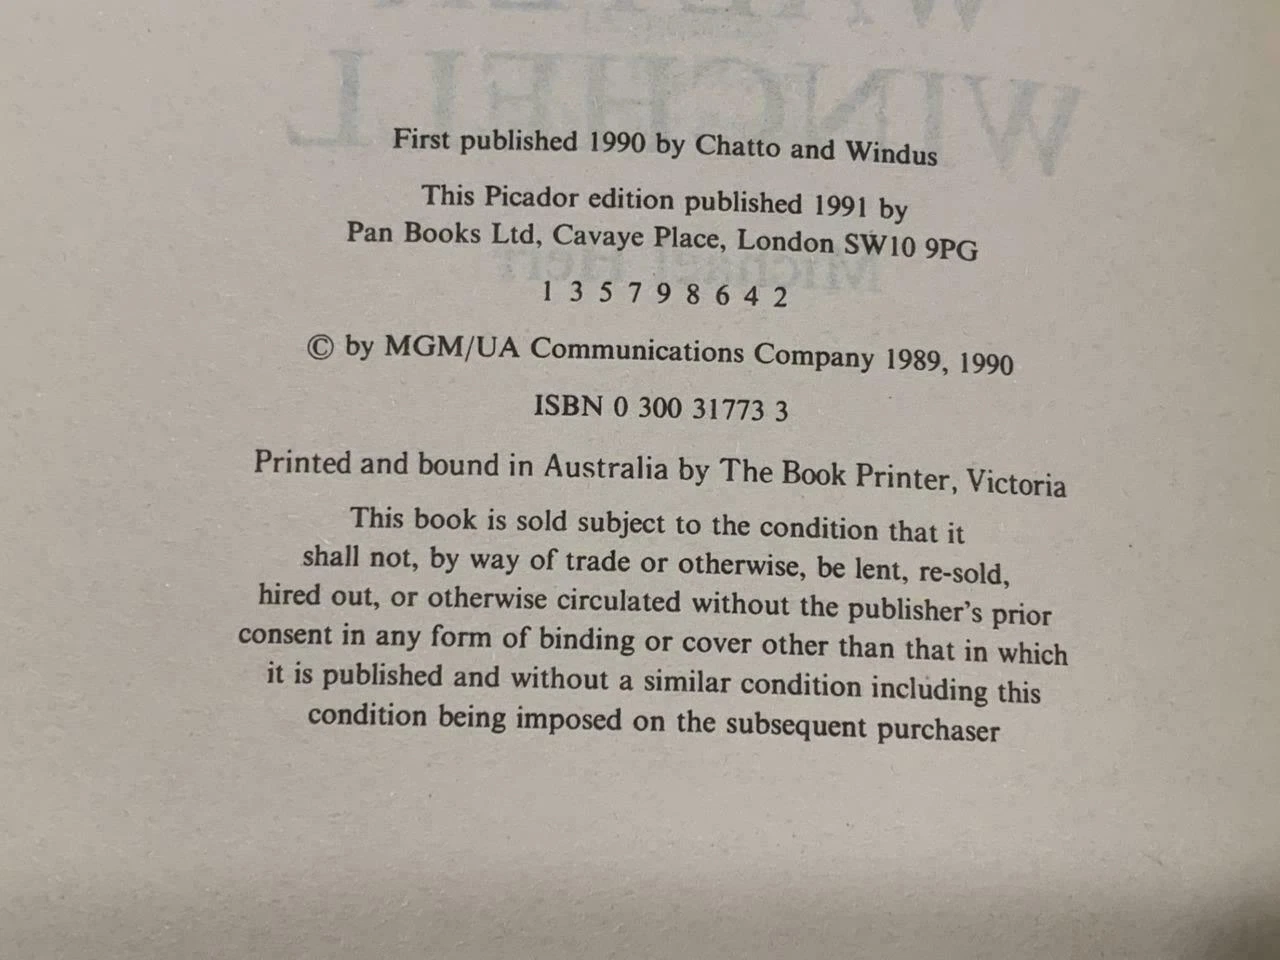 WALTER
WINCHELL
First published 1990 by Chatto and Windus
This Picador edition published 1991 by
Pan Books Ltd, Cavaye Place, London SW10 9PG
Michael Herr
1 3 5 7 9 8 6 4 2
© by MGM/UA Communications Company 1989, 1990
ISBN 0 300 31773 3
Printed and bound in Australia by The Book Printer, Victoria
This book is sold subject to the condition that it
shall not, by way of trade or otherwise, be lent, re-sold,
hired out, or otherwise circulated without the publisher's prior
consent in any form of binding or cover other than that in which
it is published and without a similar condition including this
condition being imposed on the subsequent purchaser